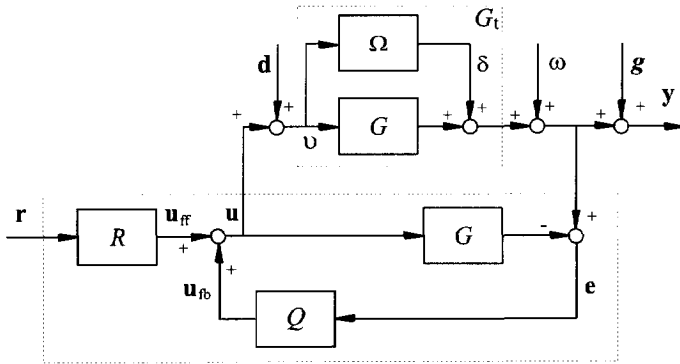 G_t
d
Ω
δ
ω
g
y
+
+
υ
G
+
+
+
+
+
+
r
R
u_ff
+
u
G
-
+
+
u_fb
Q
e